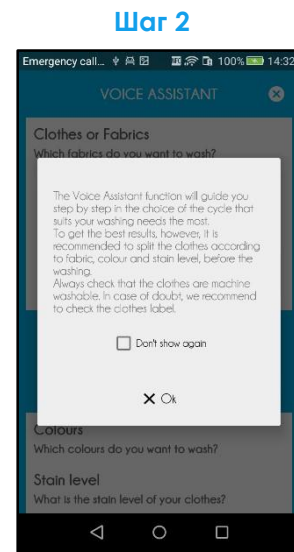 Шаг 2
Emergency call... 100% 14:32
VOICE ASSISTANT
Clothes or Fabrics
Which fabrics do you want to wash?
The Voice Assistant function will guide you
step by step in the choice of the cycle that
suits your washing needs the most.
To get the best results, however, it is
recommended to split the clothes according
to fabric, colour and stain level, before the
washing.
Always check that the clothes are machine
washable. In case of doubt, we recommend
to check the clothes label.
Don't show again
Ok
Colours
Which colours do you want to wash?
Stain level
What is the stain level of your clothes?